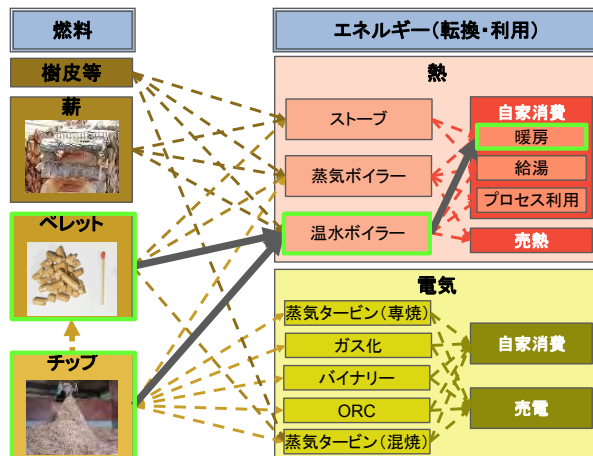 燃料
エネルギー(転換・利用)
樹皮等
薪
ペレット
チップ
熱
ストーブ
蒸気ボイラー
温水ボイラー
自家消費
暖房
給湯
プロセス利用
売熱
電気
蒸気タービン(専焼)
ガス化
バイナリー
ORC
蒸気タービン(混焼)
自家消費
売電